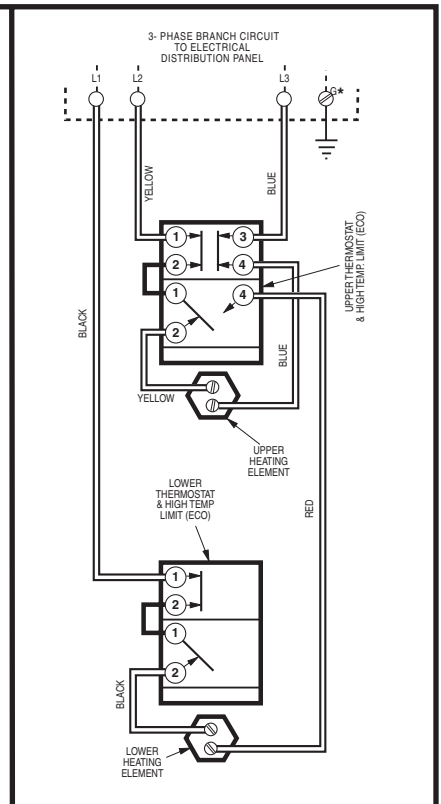 3- PHASE BRANCH CIRCUIT
TO ELECTRICAL
DISTRIBUTION PANEL
L1
L2
L3
G*
YELLOW
BLUE
1
3
2
4
1
4
2
UPPER THERMOSTAT
& HIGH TEMP. LIMIT (ECO)
BLACK
BLUE
YELLOW
UPPER
HEATING
ELEMENT
LOWER
THERMOSTAT
& HIGH TEMP
LIMIT (ECO)
RED
1
2
1
2
BLACK
LOWER
HEATING
ELEMENT